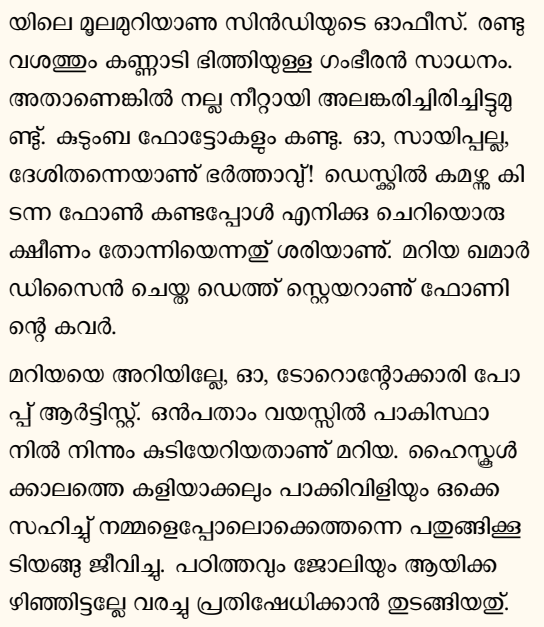 യിലെ മൂലമുറിയാണു സിൻഡിയുടെ ഓഫീസ്. രണ്ടു
വശത്തും കണ്ണാടി ഭിത്തിയുള്ള ഗംഭീരൻ സാധനം.
അതാണെങ്കിൽ നല്ല നീറ്റായി അലങ്കരിച്ചിരിച്ചിട്ടുമു
ണ്ടു്. കുടുംബ ഫോട്ടോകളും കണ്ടു. ഓ, സായിപ്പല്ല,
ദേശിതന്നെയാണു് ഭർത്താവു്! ഡെസ്ക്കിൽ കമഴ്ന്നു കി
ടന്ന ഫോൺ കണ്ടപ്പോൾ എനിക്കു ചെറിയൊരു
ക്ഷീണം തോന്നിയെന്നതു് ശരിയാണു്. മറിയ ഖമാർ
ഡിസൈൻ ചെയ്ത ഡെത്ത് സ്റ്റെയറാണു് ഫോണി
ന്റെ കവർ.
മറിയയെ അറിയില്ലേ, ഓ, ടോറൊന്റോക്കാരി പോ
പ്പ് ആർട്ടിസ്റ്റ്. ഒൻപതാം വയസ്സിൽ പാകിസ്ഥാ
നിൽ നിന്നും കുടിയേറിയതാണു് മറിയ. ഹൈസ്കൂൾ
ക്കാലത്തെ കളിയാക്കലും പാക്കിവിളിയും ഒക്കെ
സഹിച്ചു് നമ്മളെപ്പോലൊക്കെത്തന്നെ പതുങ്ങിക്കൂ
ടിയങ്ങു ജീവിച്ചു. പഠിത്തവും ജോലിയും ആയിക്ക
ഴിഞ്ഞിട്ടല്ലേ വരച്ചു പ്രതിഷേധിക്കാൻ തുടങ്ങിയതു്.